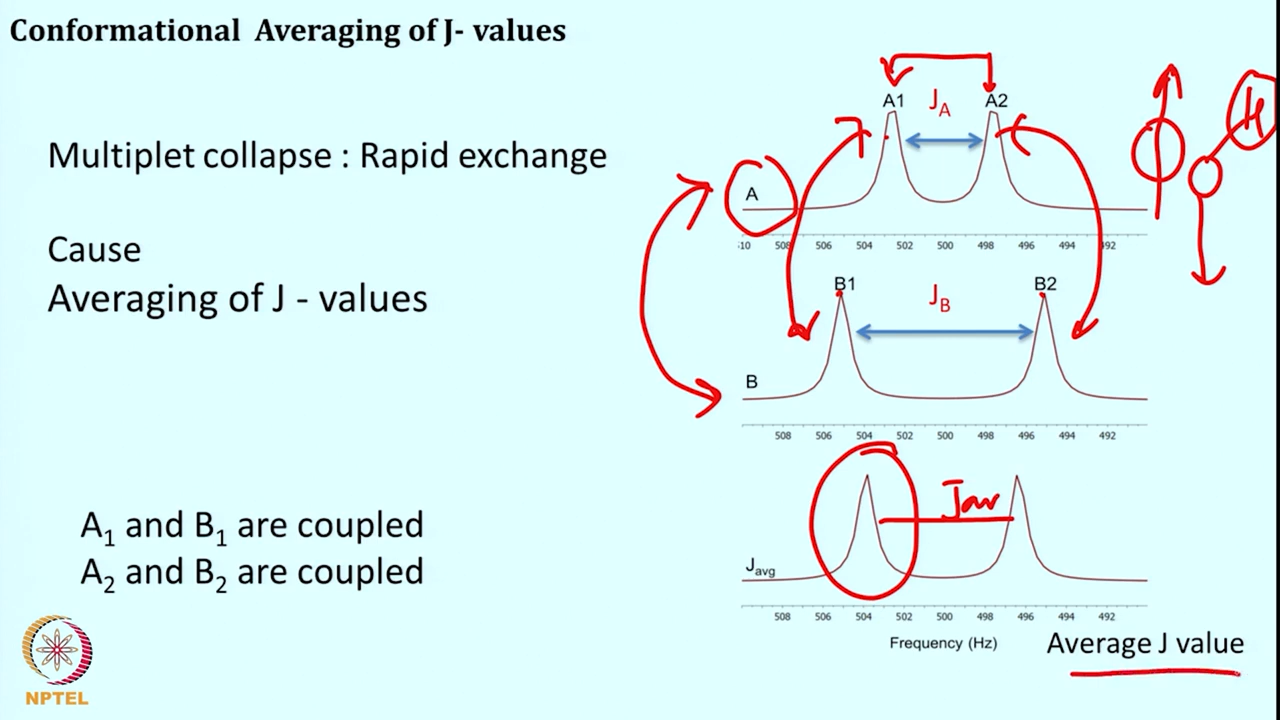 Conformational Averaging of J- values
Multiplet collapse : Rapid exchange
Cause
Averaging of J - values
A1 and B1 are coupled
A2 and B2 are coupled
NPTEL
A1 JA A2
H
A
510 508 506 504 502 500 498 496 494 492
B1 JB B2
B
508 506 504 502 500 498 496 494 492
Jav
Javg
508 506 504 502 500 498 496 494 492
Frequency (Hz)
Average J value